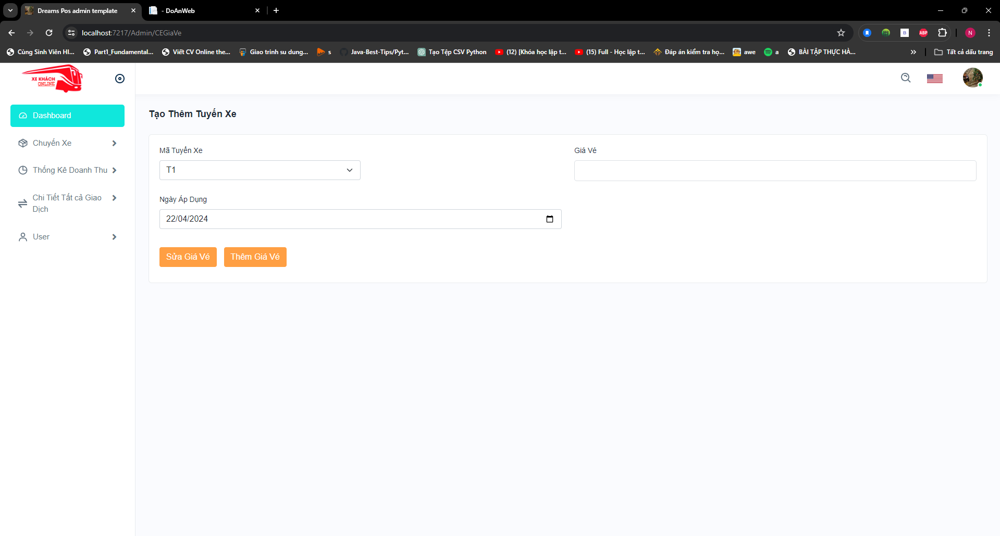 Dreams Pos admin template
- DoAnWeb
localhost:7217/Admin/CEGiaVe
N
B
ABP
Cùng Sinh Viên HI...
Part1_Fundamental...
Viết CV Online the...
Giao trinh su dung...
s
Java-Best-Tips/Pyt...
Tạo Tệp CSV Python
(12) [Khóa học lập t...
(15) Full - Học lập t...
Đáp án kiểm tra họ...
awe
a
BÀI TẬP THỰC HÀ...
Tất cả dấu trang
XE KHÁCH
ONLINE
Dashboard
Chuyến Xe
Thống Kê Doanh Thu
Chi Tiết Tất cả Giao
Dịch
User
Tạo Thêm Tuyến Xe
Mã Tuyến Xe
T1
Giá Vé
Ngày Áp Dụng
22/04/2024
Sửa Giá Vé
Thêm Giá Vé